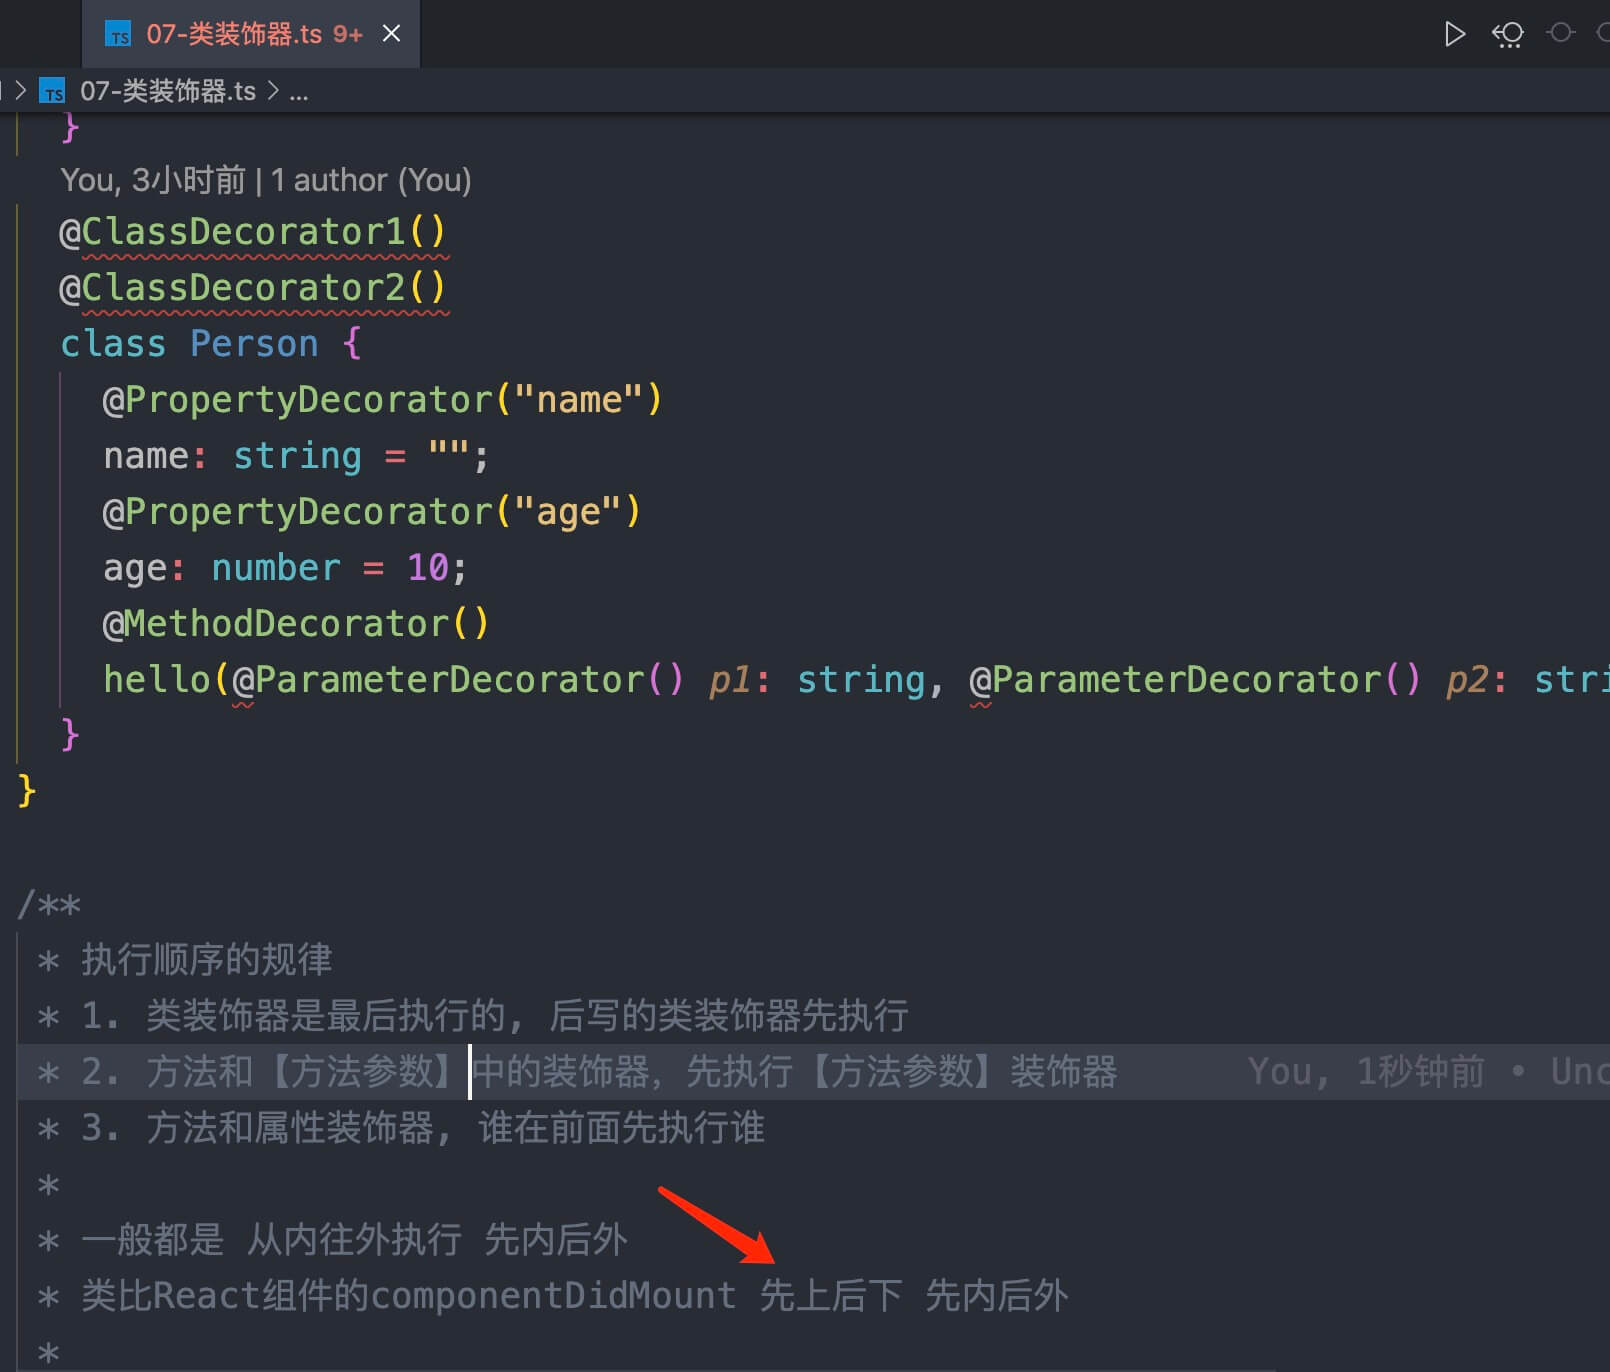 TS 07-类装饰器.ts 9+
TS 07-类装饰器.ts > ...
}
You, 3小时前 | 1 author (You)
@ClassDecorator1()
@ClassDecorator2()
class Person {
@PropertyDecorator("name")
name: string = "";
@PropertyDecorator("age")
age: number = 10;
@MethodDecorator()
hello(@ParameterDecorator() p1: string, @ParameterDecorator() p2: stri
}
}
/**
* 执行顺序的规律
* 1. 类装饰器是最后执行的, 后写的类装饰器先执行
* 2. 方法和【方法参数】中的装饰器，先执行【方法参数】装饰器 You, 1秒钟前 • Unc
* 3. 方法和属性装饰器, 谁在前面先执行谁
*
* 一般都是 从内往外执行 先内后外
* 类比React组件的componentDidMount 先上后下 先内后外
*